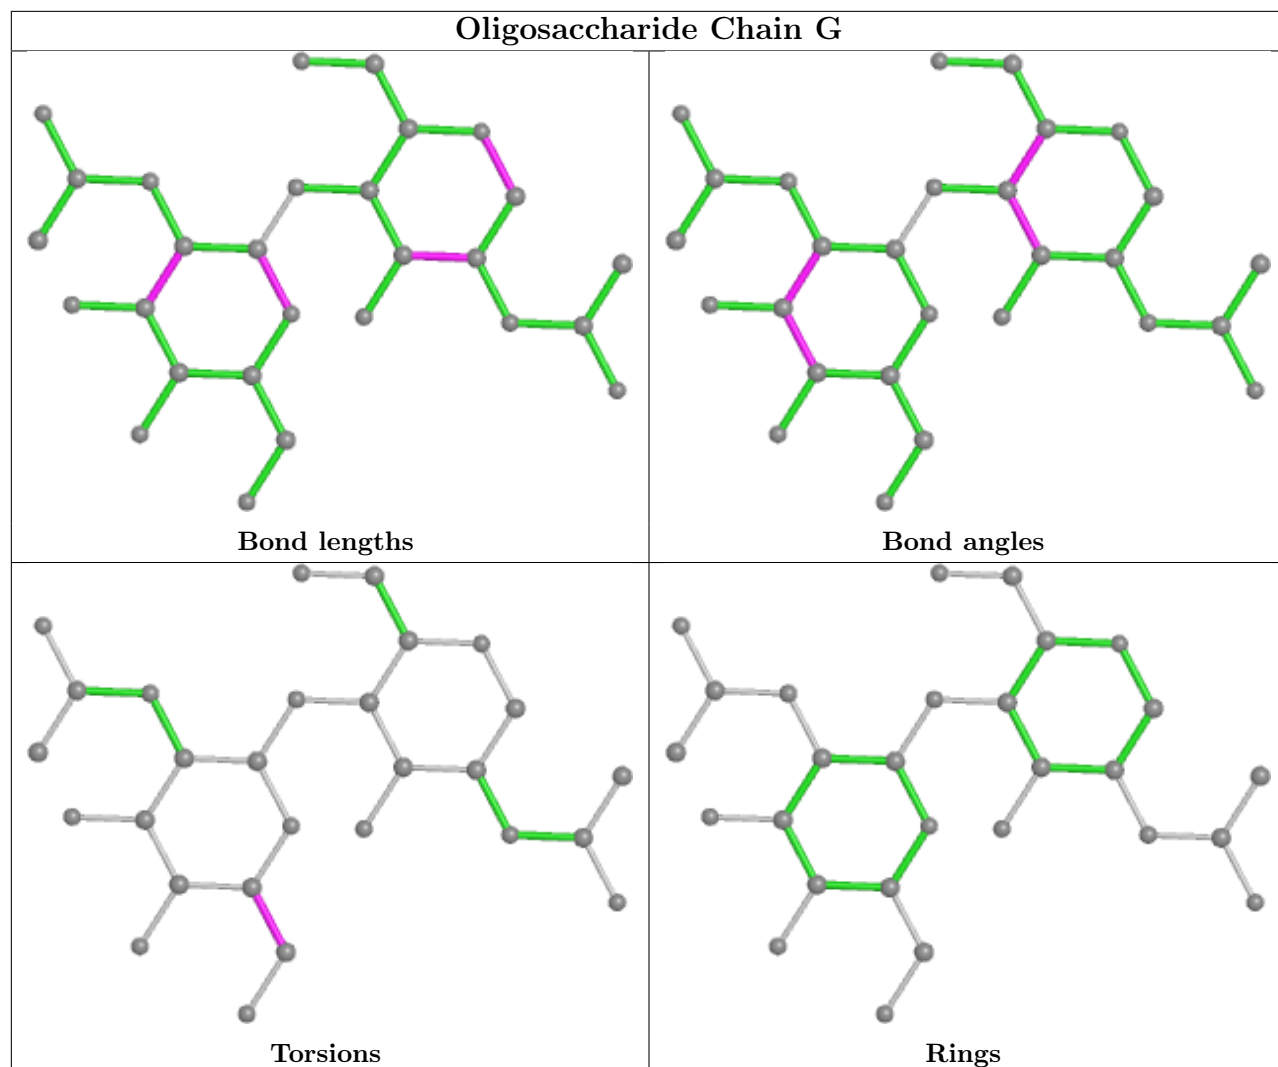 Oligosaccharide Chain G
Bond lengths
Bond angles
Torsions
Rings